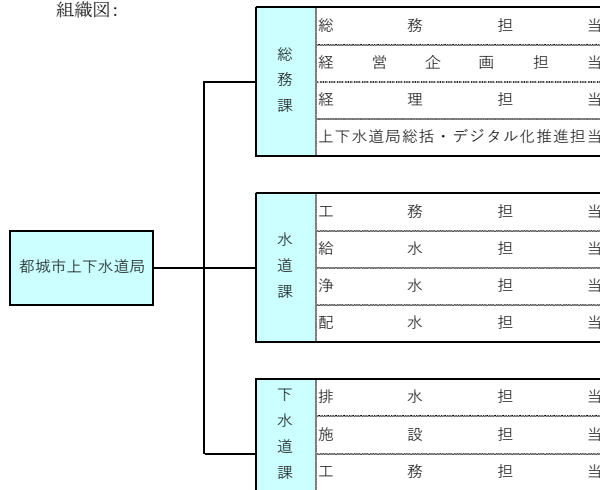 組織図:
総務課
総務担当
経営企画担当
経理担当
上下水道局総括・デジタル化推進担当
都城市上下水道局
水道課
工務担当
給水担当
浄水担当
配水担当
下水道課
排水担当
施設担当
工務担当